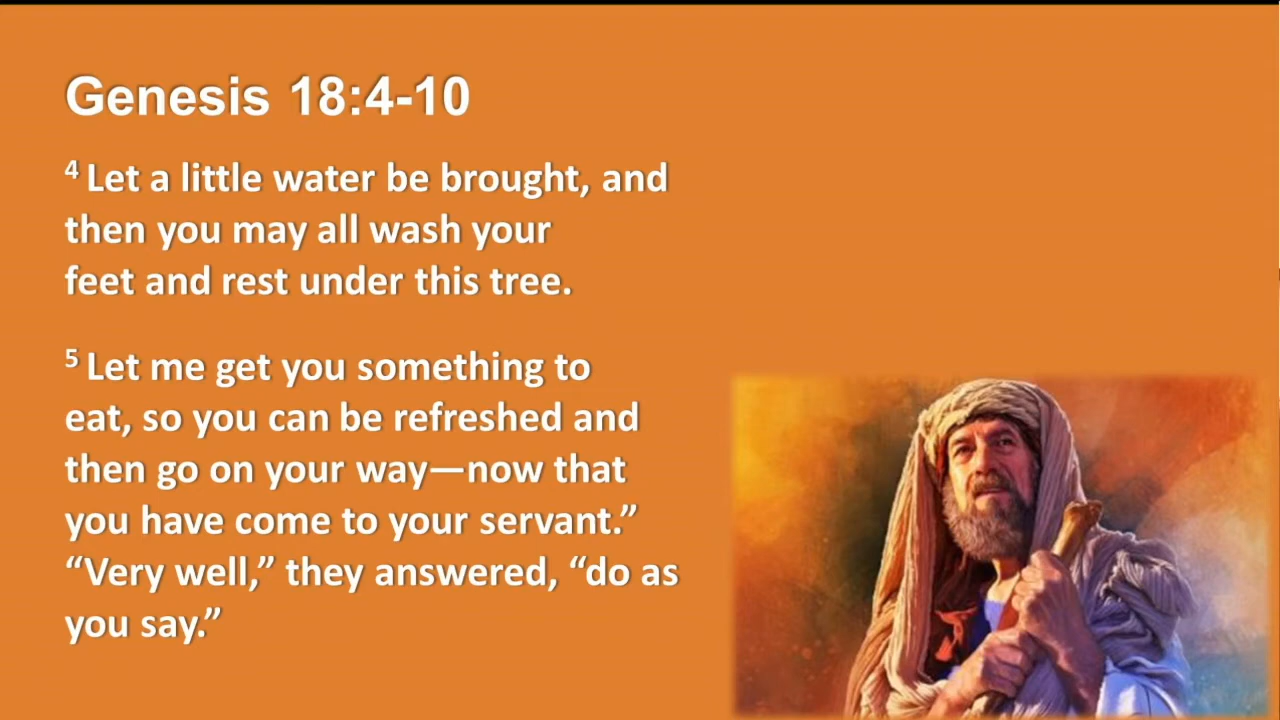 Genesis 18:4-10
4 Let a little water be brought, and
then you may all wash your
feet and rest under this tree.
5 Let me get you something to
eat, so you can be refreshed and
then go on your way—now that
you have come to your servant.”
“Very well,” they answered, “do as
you say.”